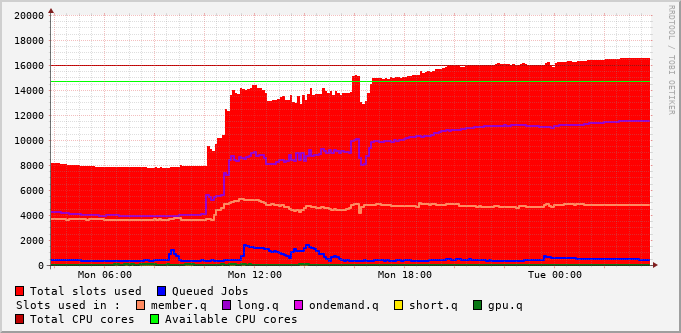 RRDTOOL / TOBI OETIKER
20000
18000
16000
14000
12000
10000
8000
6000
4000
2000
0
Mon 06:00 Mon 12:00 Mon 18:00 Tue 00:00
Total slots used Queued Jobs
Slots used in : member.q long.q ondemand.q short.q gpu.q
Total CPU cores Available CPU cores